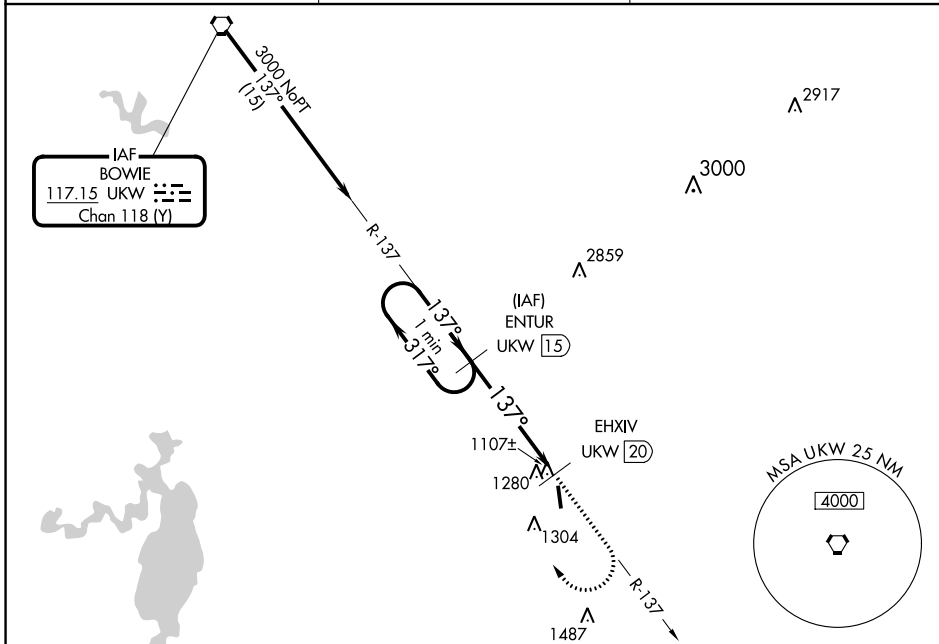 3000 NoPT
137°
(15)
2917
3000
IAF
BOWIE
117.15 UKW
Chan 118 (Y)
R-137
2859
(IAF)
ENTUR
UKW 15
137°
1 min
317°
137°
EHXIV
UKW 20
1107±
1280
1304
MSA UKW 25 NM
4000
R-137
1487